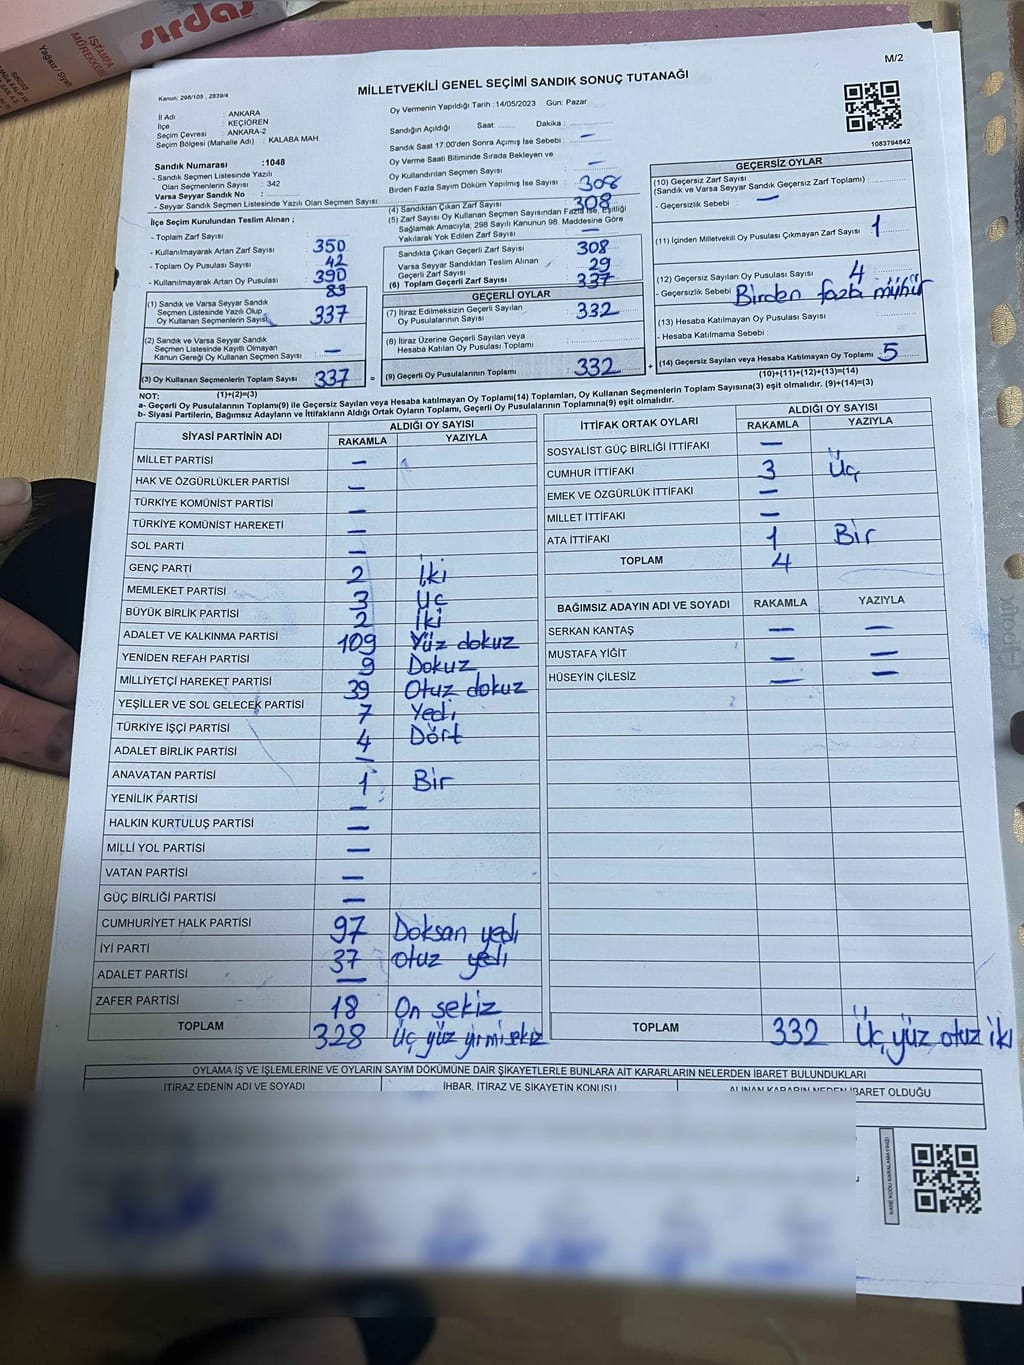 sırdaş
ISTAMPA
MÜREKKEBİ
Yağsız / Siyah
M/2
MİLLETVEKİLİ GENEL SEÇİMİ SANDIK SONUÇ TUTANAĞI
Kanun: 298/105 , 2839/4
Oy Vermenin Yapıldığı Tarih :14/05/2023 Gün: Pazar
İl Adı : ANKARA
İlçe : KEÇİÖREN
Seçim Çevresi : ANKARA-2
Seçim Bölgesi (Mahalle Adı) : KALABA MAH.
Sandık Numarası :1048
- Sandık Seçmen Listesinde Yazılı
Olan Seçmenlerin Sayısı : 342
Varsa Seyyar Sandık No :
- Seyyar Sandık Seçmen Listesinde Yazılı Olan Seçmen Sayısı:
Sandığın Açıldığı Saat: ........ Dakika: ........
Sandık Saat 17:00'den Sonra Açılmış İse Sebebi : —
Oy Verme Saati Bitiminde Sırada Bekleyen ve
Oy Kullandırılan Seçmen Sayısı —
Birden Fazla Sayım Döküm Yapılmış İse Sayısı 308
(4) Sandıktan Çıkan Zarf Sayısı 308
(5) Zarf Sayısı Oy Kullanan Seçmen Sayısından Fazla İse, Eşitliği
Sağlamak Amacıyla; 298 Sayılı Kanunun 98. Maddesine Göre
Yakılarak Yok Edilen Zarf Sayısı —
1083794842
GEÇERSİZ OYLAR
(10) Geçersiz Zarf Sayısı
(Sandık ve Varsa Seyyar Sandık Geçersiz Zarf Toplamı)
- Geçersizlik Sebebi —
(11) İçinden Milletvekili Oy Pusulası Çıkmayan Zarf Sayısı 1
(12) Geçersiz Sayılan Oy Pusulası Sayısı 4
- Geçersizlik Sebebi Birden fazla mühür
(13) Hesaba Katılmayan Oy Pusulası Sayısı
- Hesaba Katılmama Sebebi :
(14) Geçersiz Sayılan veya Hesaba Katılmayan Oy Toplamı 5
(10)+(11)+(12)+(13)=(14)
İlçe Seçim Kurulundan Teslim Alınan ;
- Toplam Zarf Sayısı 350
- Kullanılmayarak Artan Zarf Sayısı 42
- Toplam Oy Pusulası Sayısı 390
- Kullanılmayarak Artan Oy Pusulası 83
(1) Sandık ve Varsa Seyyar Sandık
Seçmen Listesinde Yazılı Olup
Oy Kullanan Seçmenlerin Sayısı 337
(2) Sandık ve Varsa Seyyar Sandık
Seçmen Listesinde Kayıtlı Olmayan
Kanun Gereği Oy Kullanan Seçmen Sayısı —
(3) Oy Kullanan Seçmenlerin Toplam Sayısı 337
(1)+(2)=(3)
Sandıkta Çıkan Geçerli Zarf Sayısı 308
Varsa Seyyar Sandıktan Teslim Alınan
Geçerli Zarf Sayısı 29
(6) Toplam Geçerli Zarf Sayısı 337
GEÇERLİ OYLAR
(7) İtiraz Edilmeksizin Geçerli Sayılan
Oy Pusulalarının Sayısı 332
(8) İtiraz Üzerine Geçerli Sayılan veya
Hesaba Katılan Oy Pusulası Toplamı
= (9) Geçerli Oy Pusulalarının Toplamı 332 +
NOT:
a- Geçerli Oy Pusulalarının Toplamı(9) ile Geçersiz Sayılan veya Hesaba katılmayan Oy Toplamı(14) Toplamları, Oy Kullanan Seçmenlerin Toplam Sayısına(3) eşit olmalıdır. (9)+(14)=(3)
b- Siyasi Partilerin, Bağımsız Adayların ve İttifakların Aldığı Ortak Oyların Toplamı, Geçerli Oy Pusulalarının Toplamına(9) eşit olmalıdır.
SİYASİ PARTİNİN ADI ALDIĞI OY SAYISI
RAKAMLA YAZIYLA
MİLLET PARTİSİ —
HAK VE ÖZGÜRLÜKLER PARTİSİ —
TÜRKİYE KOMÜNİST PARTİSİ —
TÜRKİYE KOMÜNİST HAREKETİ —
SOL PARTİ —
GENÇ PARTİ 2 İki
MEMLEKET PARTİSİ 3 Üç
BÜYÜK BİRLİK PARTİSİ 2 İki
ADALET VE KALKINMA PARTİSİ 109 Yüz dokuz
YENİDEN REFAH PARTİSİ 9 Dokuz
MİLLİYETÇİ HAREKET PARTİSİ 39 Otuz dokuz
YEŞİLLER VE SOL GELECEK PARTİSİ 7 Yedi
TÜRKİYE İŞÇİ PARTİSİ 4 Dört
ADALET BİRLİK PARTİSİ —
ANAVATAN PARTİSİ 1 Bir
YENİLİK PARTİSİ —
HALKIN KURTULUŞ PARTİSİ —
MİLLİ YOL PARTİSİ —
VATAN PARTİSİ —
GÜÇ BİRLİĞİ PARTİSİ —
CUMHURİYET HALK PARTİSİ 97 Doksan yedi
İYİ PARTİ 37 otuz yedi
ADALET PARTİSİ —
ZAFER PARTİSİ 18 On sekiz
TOPLAM 328 Üç yüz yirmi sekiz
İTTİFAK ORTAK OYLARI ALDIĞI OY SAYISI
RAKAMLA YAZIYLA
SOSYALİST GÜÇ BİRLİĞİ İTTİFAKI —
CUMHUR İTTİFAKI 3 Üç
EMEK VE ÖZGÜRLÜK İTTİFAKI —
MİLLET İTTİFAKI —
ATA İTTİFAKI 1 Bir
TOPLAM 4
BAĞIMSIZ ADAYIN ADI VE SOYADI RAKAMLA YAZIYLA
SERKAN KANTAŞ — —
MUSTAFA YİĞİT — —
HÜSEYİN ÇİLESİZ — —
TOPLAM 332 Üç yüz otuz iki
OYLAMA İŞ VE İŞLEMLERİNE VE OYLARIN SAYIM DÖKÜMÜNE DAİR ŞİKAYETLERLE BUNLARA AİT KARARLARIN NELERDEN İBARET BULUNDUKLARI
İTİRAZ EDENİN ADI VE SOYADI İHBAR, İTİRAZ VE ŞİKAYETİN KONUSU ALINAN KARARIN NEDEN İBARET OLDUĞU
KARE KODU KARALAMAYINIZ!